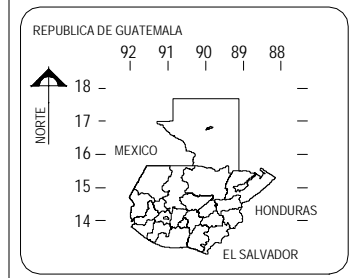 REPUBLICA DE GUATEMALA
92 91 90 89 88
18
NORTE
17
16
MEXICO
15
HONDURAS
14
EL SALVADOR